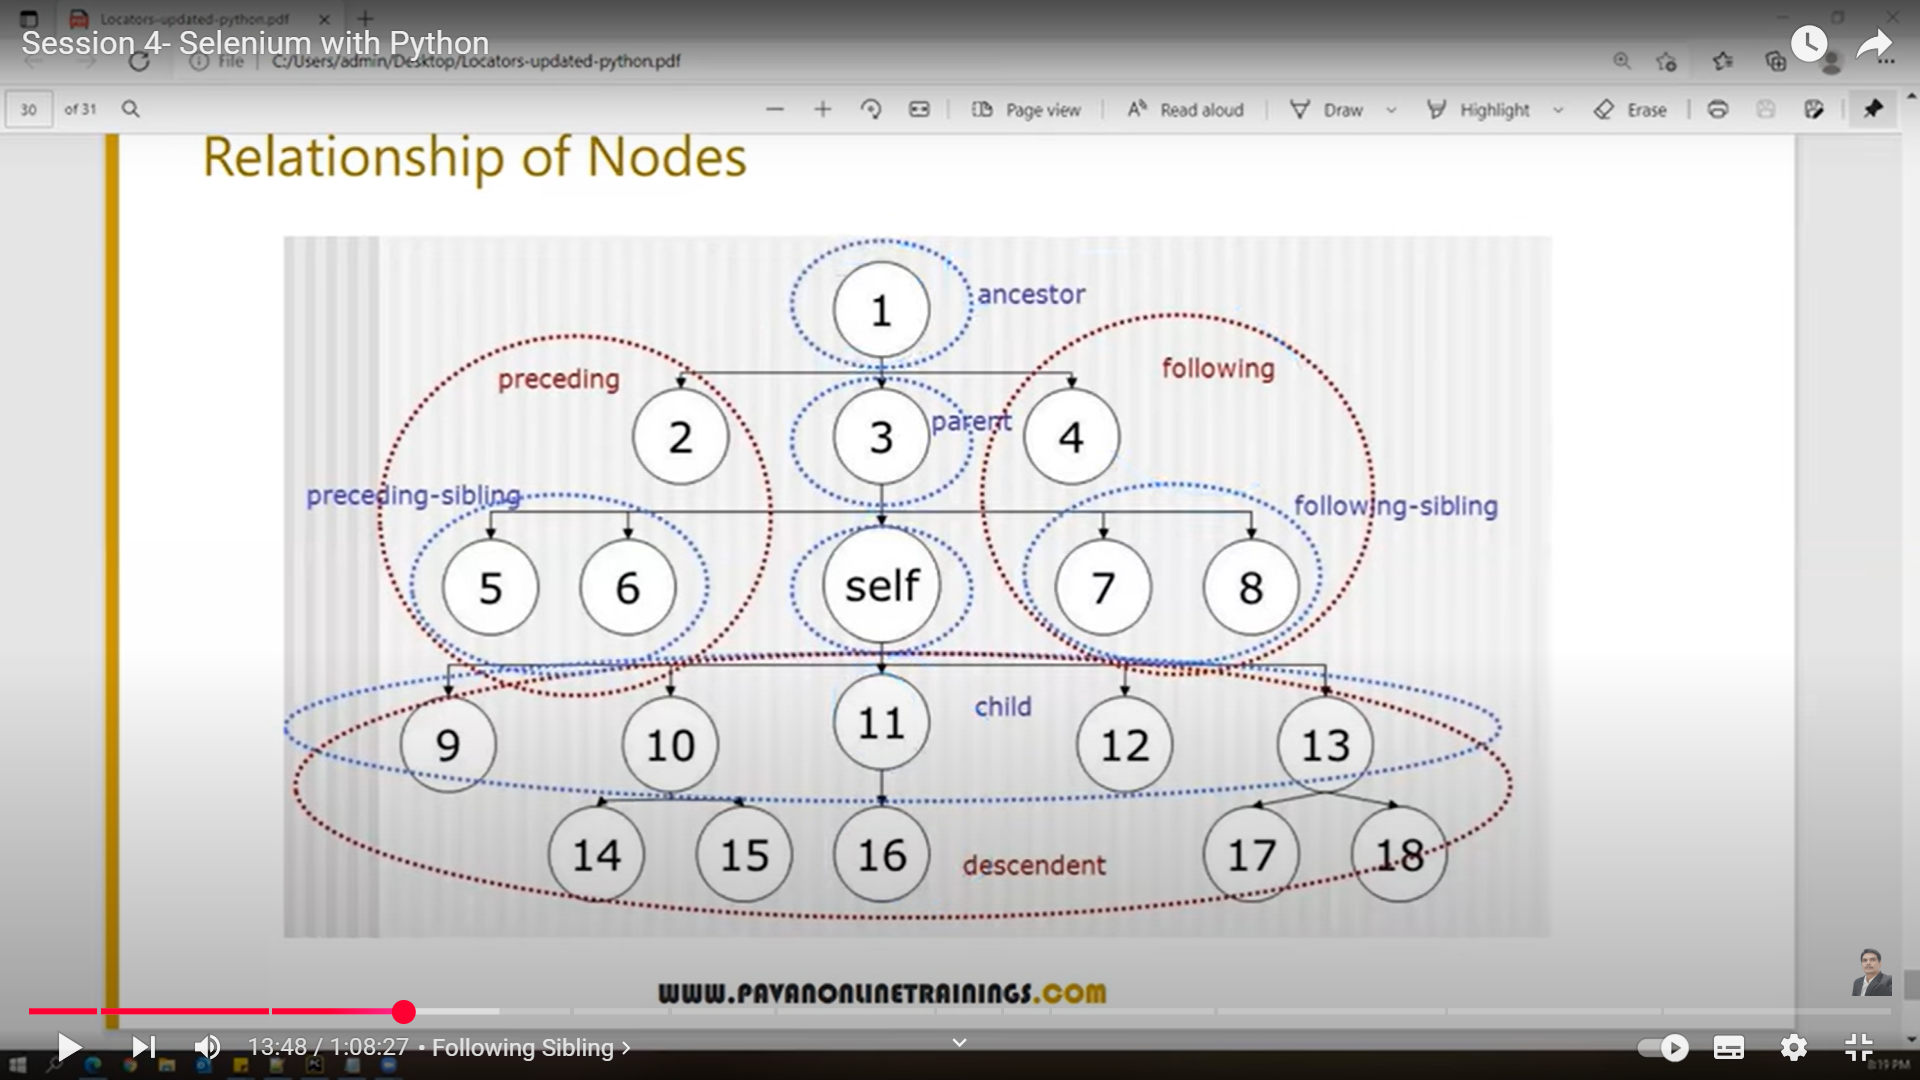 Locators-updated-python.pdf
Session 4- Selenium with Python
File C:/Users/admin/Desktop/Locators-updated-python.pdf
30 of 31 Page view Read aloud Draw Highlight Erase
Relationship of Nodes
1
ancestor
preceding
following
2
3
parent
4
preceding-sibling
following-sibling
5
6
self
7
8
9
10
11
child
12
13
14
15
16
descendent
17
18
WWW.PAVANONLINETRAININGS.COM
13:48 / 1:08:27 • Following Sibling
8:19 PM